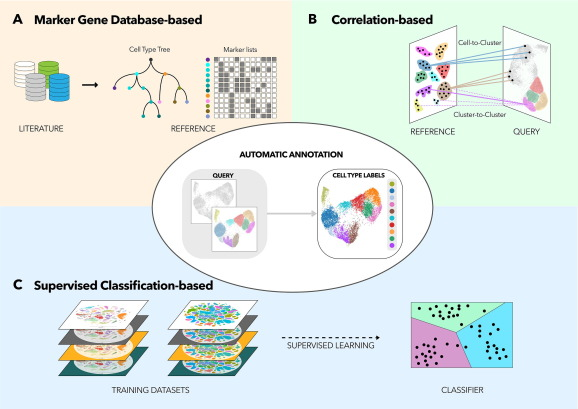 A Marker Gene Database-based
Cell Type Tree
Marker lists
LITERATURE
REFERENCE
B Correlation-based
Cell-to-Cluster
REFERENCE
QUERY
Cluster-to-Cluster
AUTOMATIC ANNOTATION
QUERY
CELL TYPE LABELS
C Supervised Classification-based
SUPERVISED LEARNING
TRAINING DATASETS
CLASSIFIER